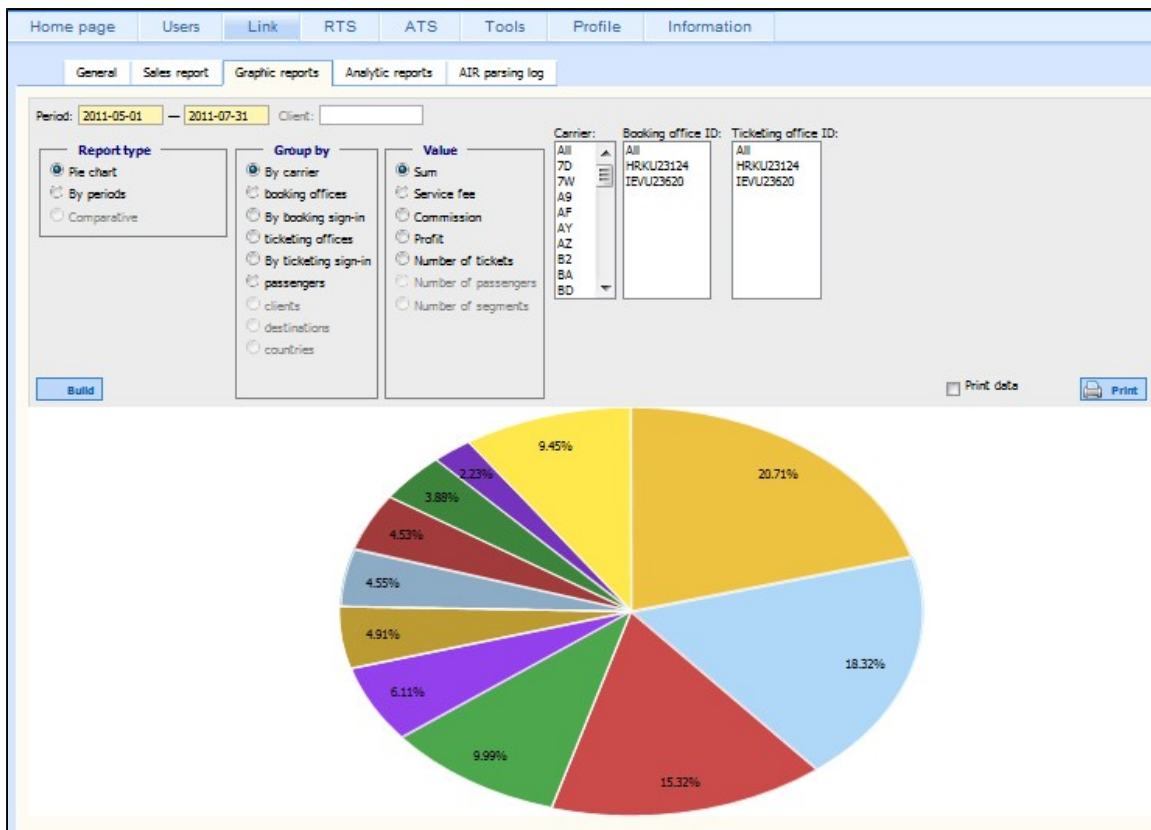 Home page Users Link RTS ATS Tools Profile Information
General Sales report Graphic reports Analytic reports AIR parsing log
Period: 2011-05-01 — 2011-07-31 Client:
Carrier: Booking office ID: Ticketing office ID:
Report type
Pie chart
By periods
Comparative
Group by
By carrier
booking offices
By booking sign-in
ticketing offices
By ticketing sign-in
passengers
clients
destinations
countries
Value
Sum
Service fee
Commission
Profit
Number of tickets
Number of passengers
Number of segments
All
7D
7W
A9
AF
AY
AZ
B2
BA
BD
All
HRKU23124
IEVU23620
All
HRKU23124
IEVU23620
Build
Print data
Print
9.45%
20.71%
2.23%
3.88%
4.53%
4.55%
4.91%
18.32%
6.11%
9.99%
15.32%